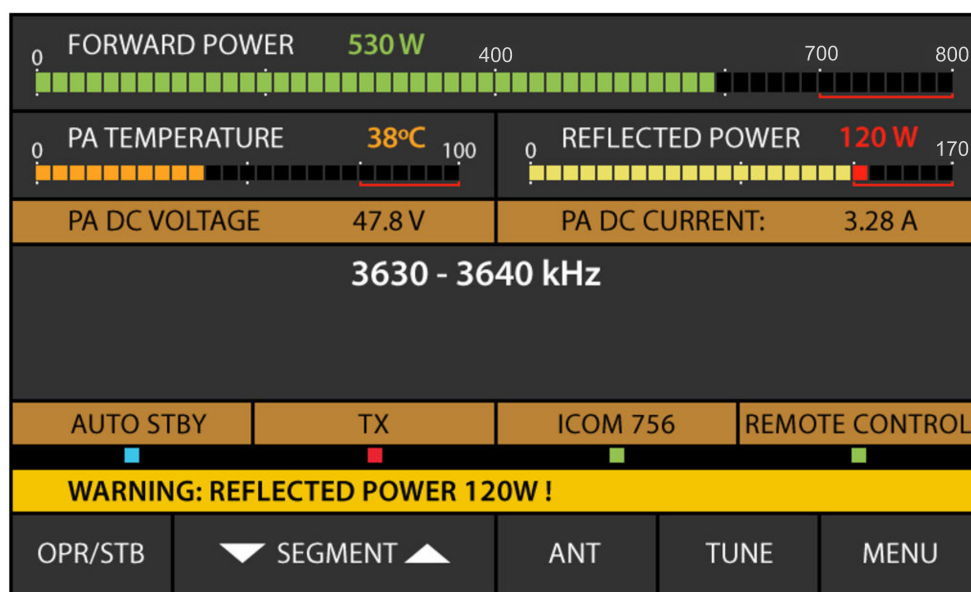 FORWARD POWER 530 W
0 400 700 800
PA TEMPERATURE 38ºC
0 100
REFLECTED POWER 120 W
0 170
PA DC VOLTAGE 47.8 V
PA DC CURRENT: 3.28 A
3630 - 3640 kHz
AUTO STBY TX ICOM 756 REMOTE CONTROL
WARNING: REFLECTED POWER 120W !
OPR/STB SEGMENT ANT TUNE MENU